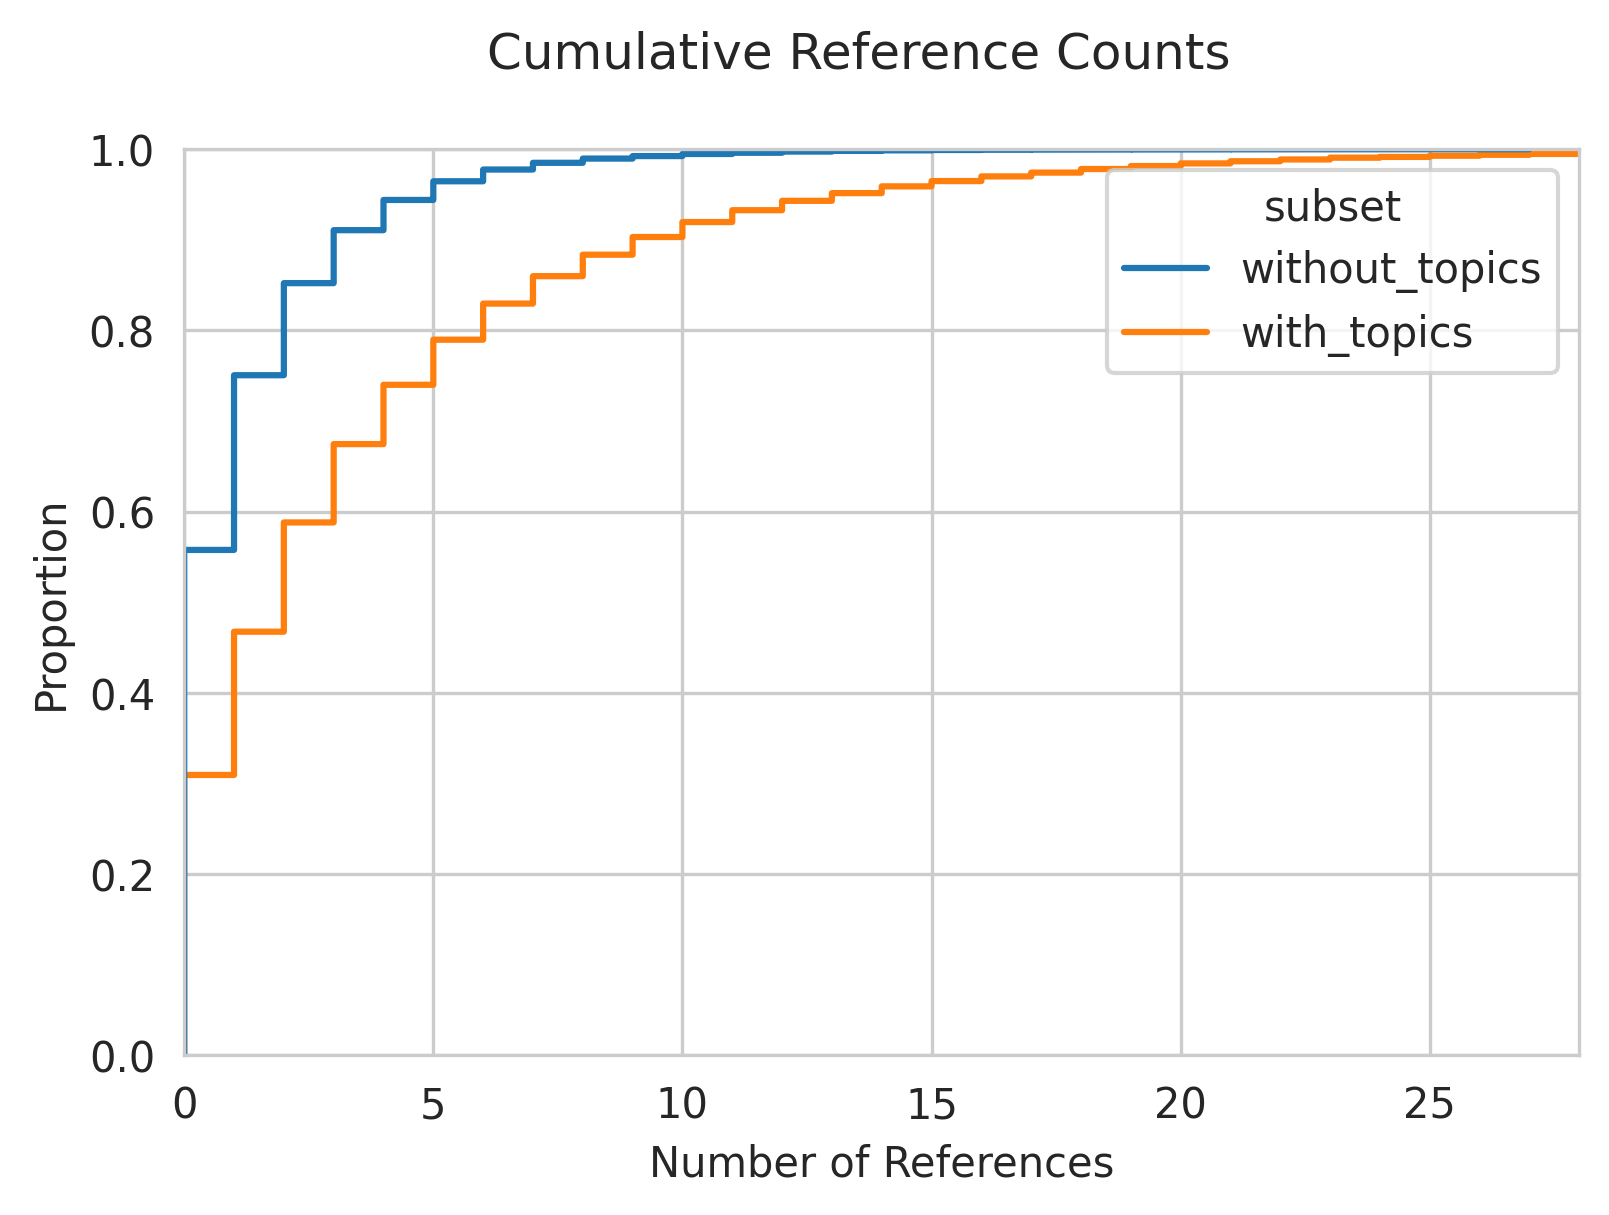 Cumulative Reference Counts
1.0
0.8
0.6
0.4
0.2
0.0
Proportion
0 5 10 15 20 25
Number of References
subset
without_topics
with_topics